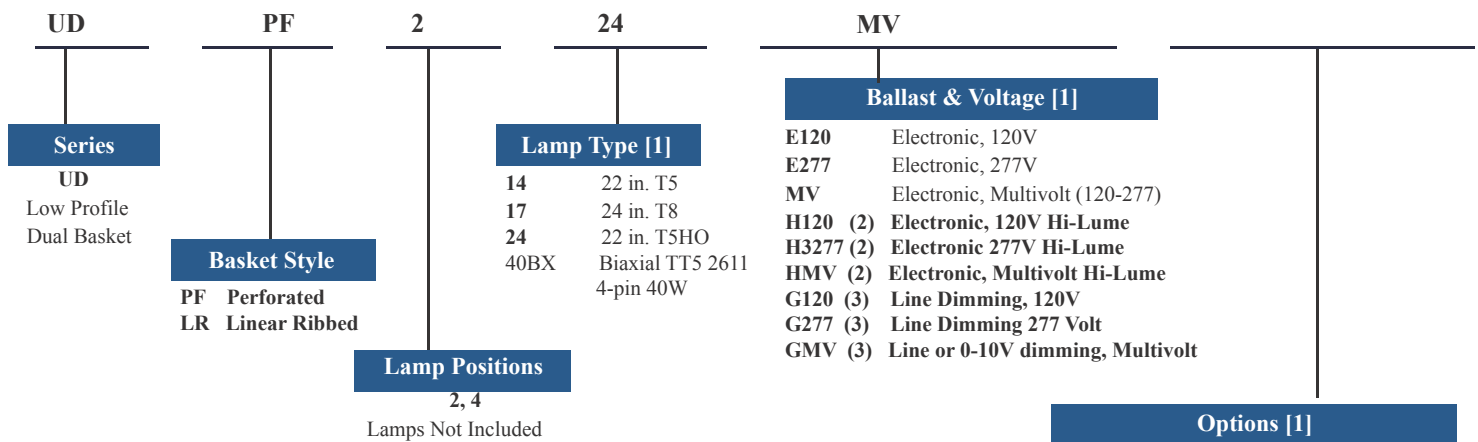 UD PF 2 24 MV
Ballast & Voltage [1]
E120 Electronic, 120V
E277 Electronic, 277V
MV Electronic, Multivolt (120-277)
H120 (2) Electronic, 120V Hi-Lume
H3277 (2) Electronic 277V Hi-Lume
HMV (2) Electronic, Multivolt Hi-Lume
G120 (3) Line Dimming, 120V
G277 (3) Line Dimming 277 Volt
GMV (3) Line or 0-10V dimming, Multivolt
Series
UD
Low Profile
Dual Basket
Lamp Type [1]
14 22 in. T5
17 24 in. T8
24 22 in. T5HO
40BX Biaxial TT5 2611
4-pin 40W
Basket Style
PF Perforated
LR Linear Ribbed
Lamp Positions
2, 4
Lamps Not Included
Options [1]